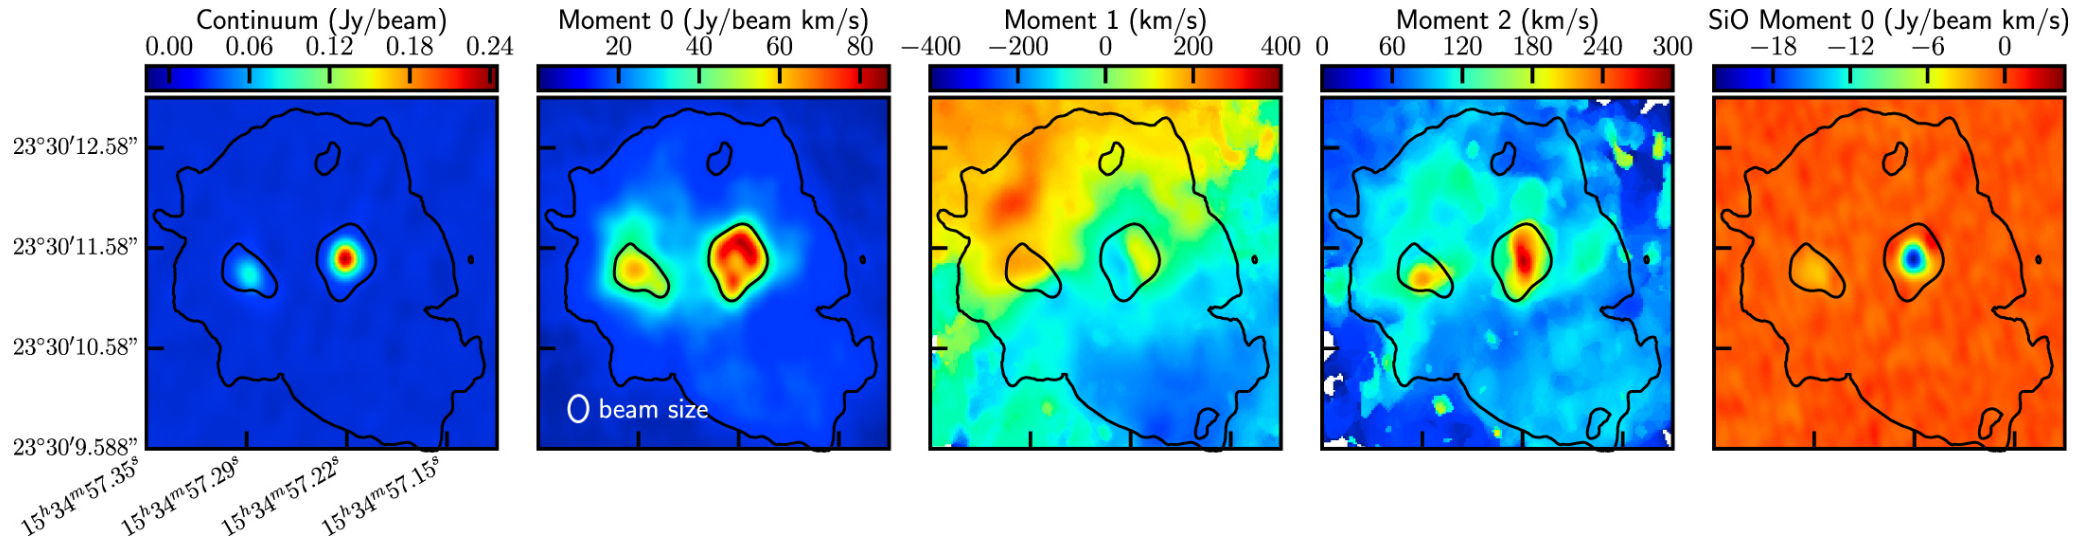 Continuum (Jy/beam) Moment 0 (Jy/beam km/s) Moment 1 (km/s) Moment 2 (km/s) SiO Moment 0 (Jy/beam km/s)
0.00 0.06 0.12 0.18 0.24 20 40 60 80 −400 −200 0 200 400 0 60 120 180 240 300 −18 −12 −6 0
23°30′12.58”
23°30′11.58”
23°30′10.58”
beam size
23°30′9.588”
15ʰ34ᵐ57.35ˢ 15ʰ34ᵐ57.29ˢ 15ʰ34ᵐ57.22ˢ 15ʰ34ᵐ57.15ˢ